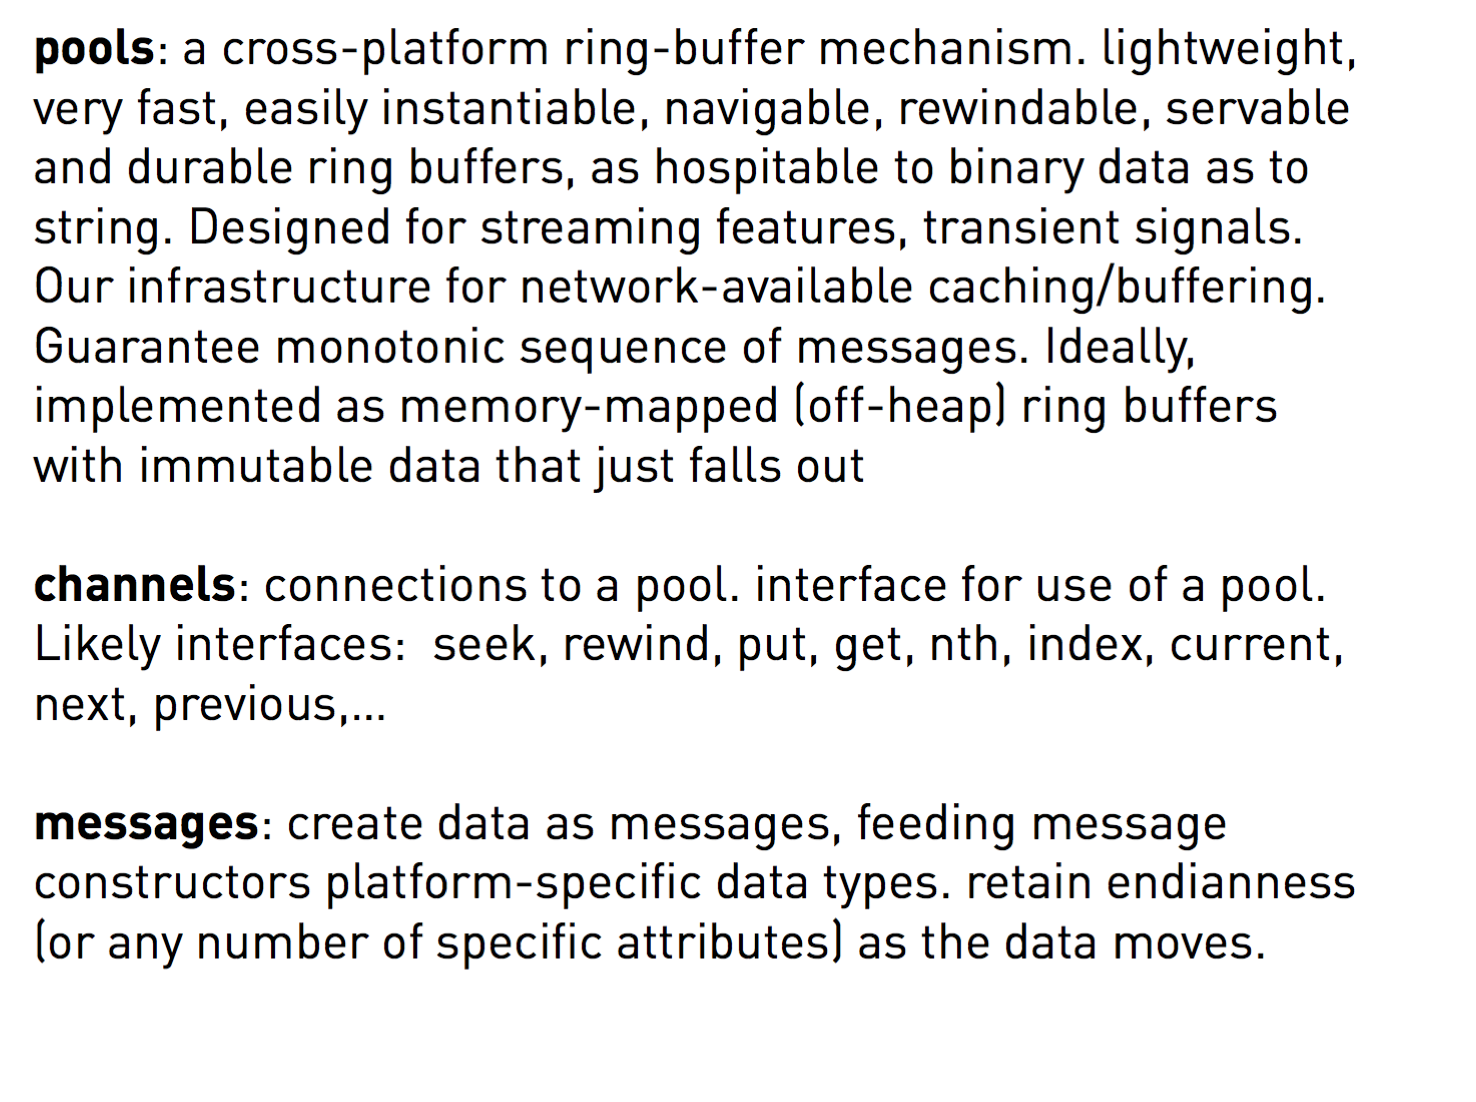 pools: a cross-platform ring-buffer mechanism. lightweight,
very fast, easily instantiable, navigable, rewindable, servable
and durable ring buffers, as hospitable to binary data as to
string. Designed for streaming features, transient signals.
Our infrastructure for network-available caching/buffering.
Guarantee monotonic sequence of messages. Ideally,
implemented as memory-mapped (off-heap) ring buffers
with immutable data that just falls out
channels: connections to a pool. interface for use of a pool.
Likely interfaces:  seek, rewind, put, get, nth, index, current,
next, previous,...
messages: create data as messages, feeding message
constructors platform-specific data types. retain endianness
(or any number of specific attributes) as the data moves.